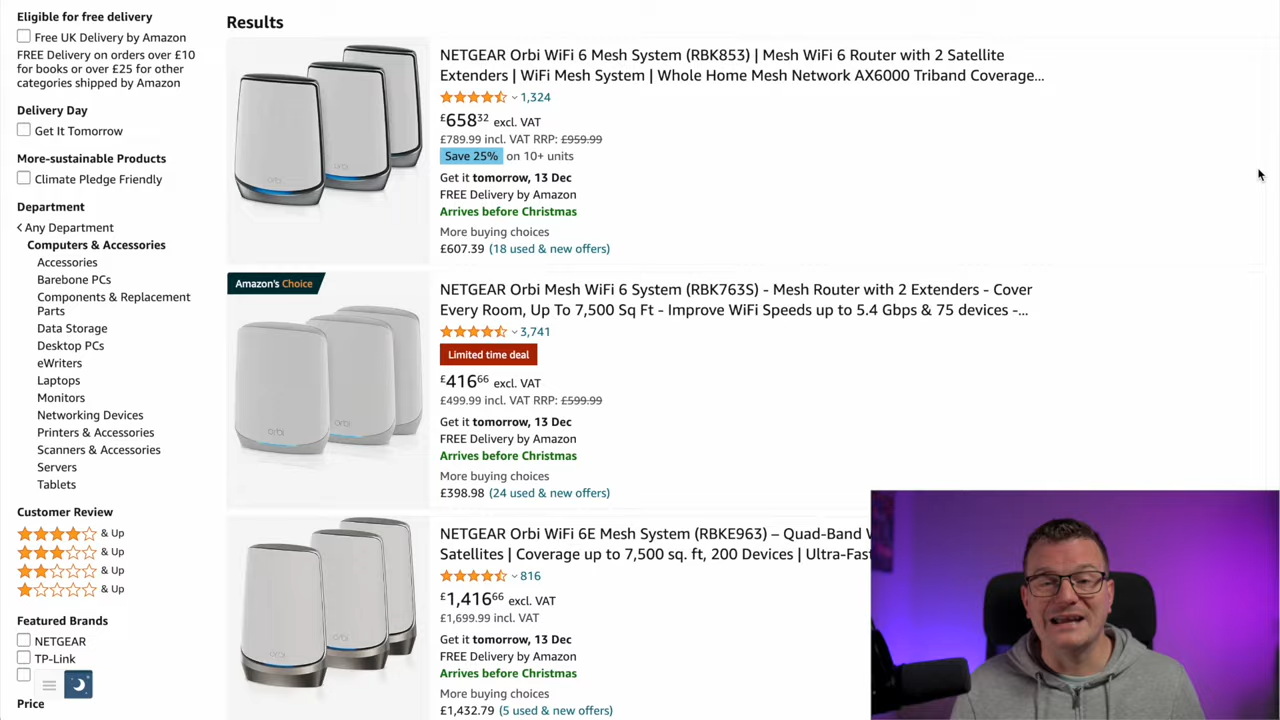 Eligible for free delivery
Free UK Delivery by Amazon
FREE Delivery on orders over £10
for books or over £25 for other
categories shipped by Amazon
Delivery Day
Get It Tomorrow
More-sustainable Products
Climate Pledge Friendly
Department
Any Department
Computers & Accessories
Accessories
Barebone PCs
Components & Replacement
Parts
Data Storage
Desktop PCs
eWriters
Laptops
Monitors
Networking Devices
Printers & Accessories
Scanners & Accessories
Servers
Tablets
Customer Review
& Up
& Up
& Up
& Up
Featured Brands
NETGEAR
TP-Link
Price
Results
NETGEAR Orbi WiFi 6 Mesh System (RBK853) | Mesh WiFi 6 Router with 2 Satellite
Extenders | WiFi Mesh System | Whole Home Mesh Network AX6000 Triband Coverage...
1,324
£658 32 excl. VAT
£789.99 incl. VAT RRP: £959.99
Save 25% on 10+ units
Get it tomorrow, 13 Dec
FREE Delivery by Amazon
Arrives before Christmas
More buying choices
£607.39 (18 used & new offers)
Amazon's Choice
orbi
NETGEAR Orbi Mesh WiFi 6 System (RBK763S) - Mesh Router with 2 Extenders - Cover
Every Room, Up To 7,500 Sq Ft - Improve WiFi Speeds up to 5.4 Gbps & 75 devices -...
3,741
Limited time deal
£416 66 excl. VAT
£499.99 incl. VAT RRP: £599.99
Get it tomorrow, 13 Dec
FREE Delivery by Amazon
Arrives before Christmas
More buying choices
£398.98 (24 used & new offers)
NETGEAR Orbi WiFi 6E Mesh System (RBKE963) – Quad-Band
Satellites | Coverage up to 7,500 sq. ft, 200 Devices | Ultra-Fas
816
£1,416 66 excl. VAT
£1,699.99 incl. VAT
Get it tomorrow, 13 Dec
FREE Delivery by Amazon
Arrives before Christmas
More buying choices
£1,432.79 (5 used & new offers)